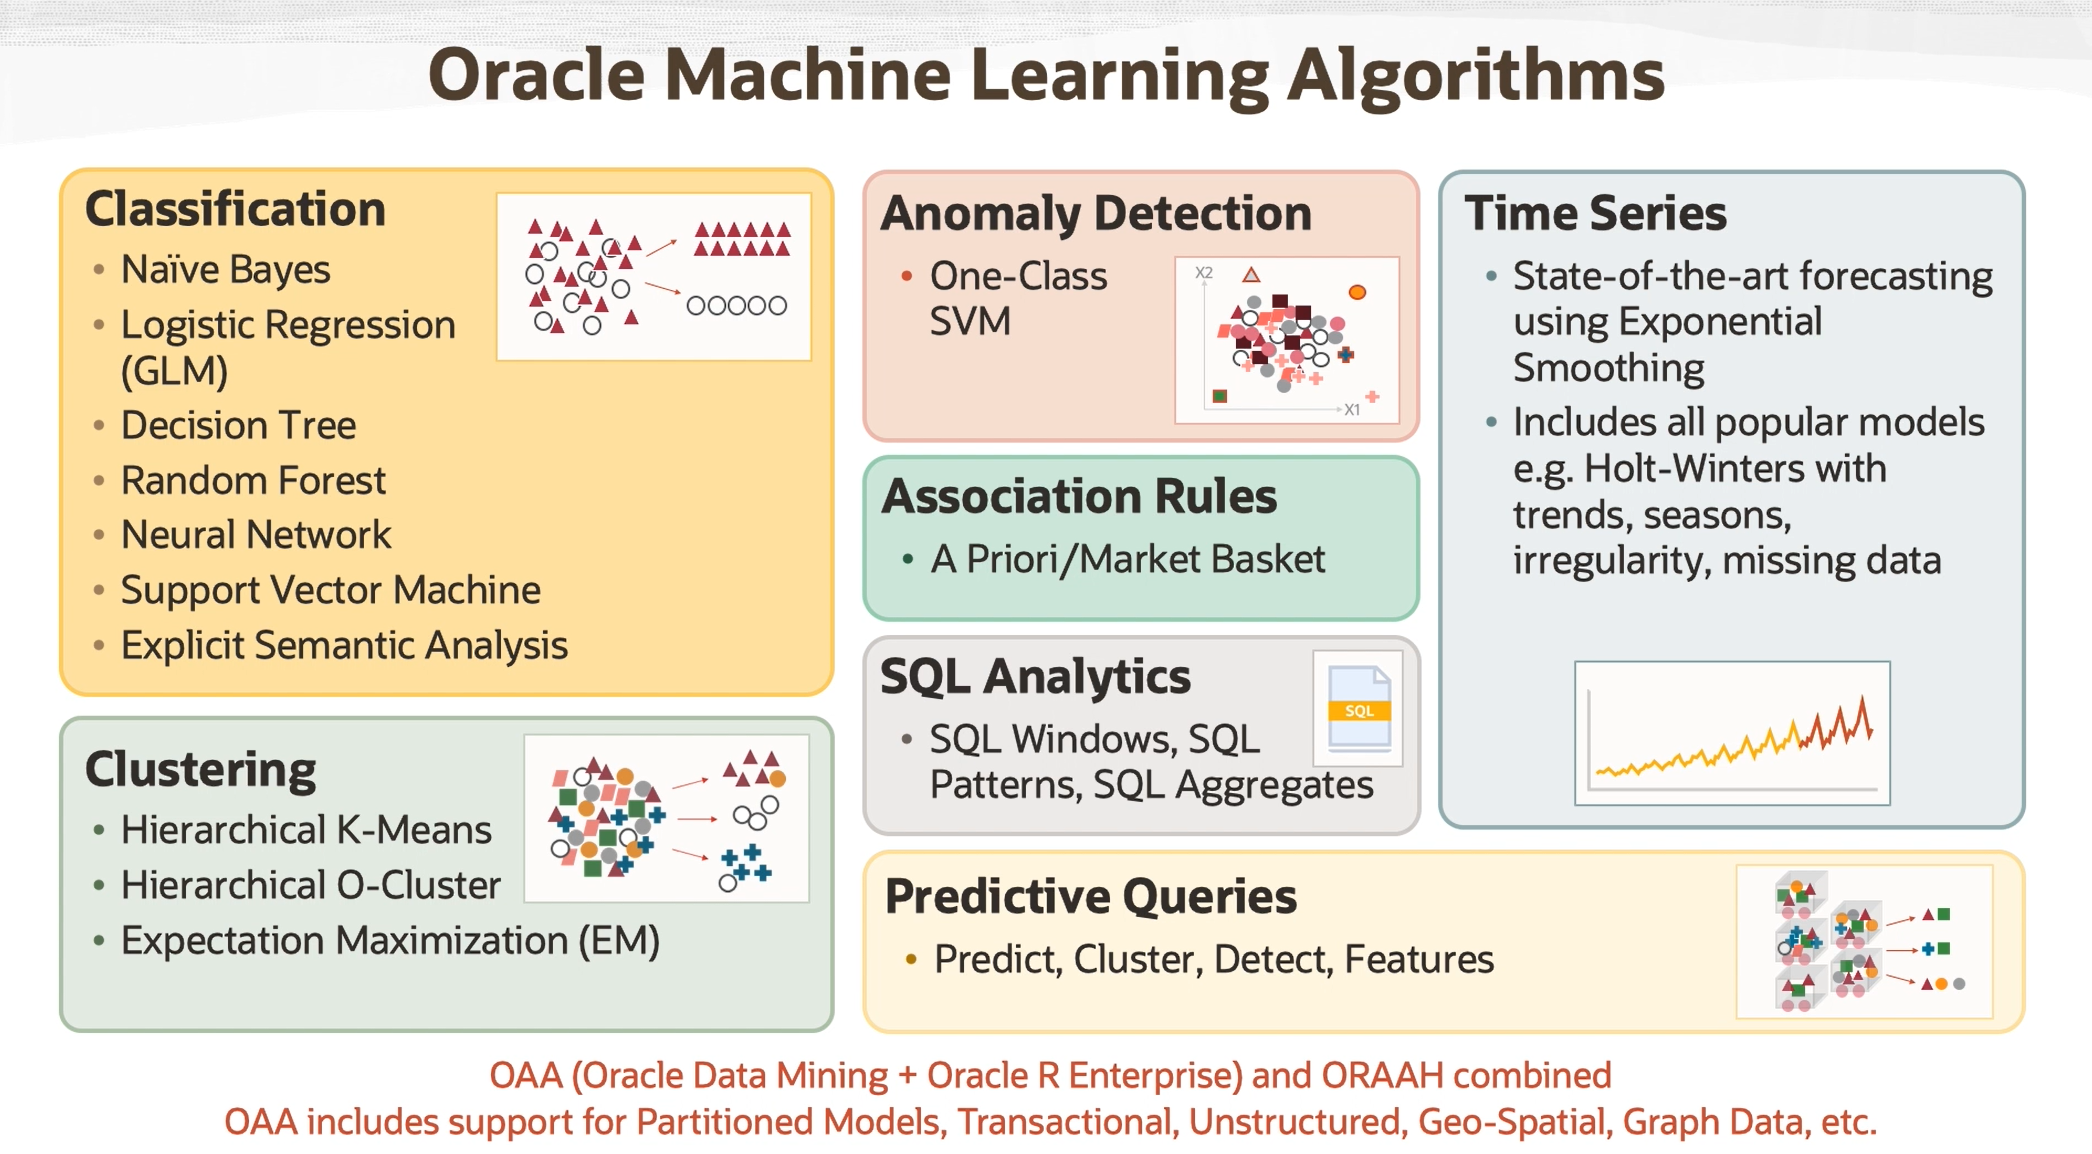 Oracle Machine Learning Algorithms
Classification
Naïve Bayes
Logistic Regression
(GLM)
Decision Tree
Random Forest
Neural Network
Support Vector Machine
Explicit Semantic Analysis
Clustering
Hierarchical K-Means
Hierarchical O-Cluster
Expectation Maximization (EM)
Anomaly Detection
One-Class
SVM
X2
X1
Association Rules
A Priori/Market Basket
SQL Analytics
SQL Windows, SQL
Patterns, SQL Aggregates
SQL
Time Series
State-of-the-art forecasting
using Exponential
Smoothing
Includes all popular models
e.g. Holt-Winters with
trends, seasons,
irregularity, missing data
Predictive Queries
Predict, Cluster, Detect, Features
OAA (Oracle Data Mining + Oracle R Enterprise) and ORAAH combined
OAA includes support for Partitioned Models, Transactional, Unstructured, Geo-Spatial, Graph Data, etc.